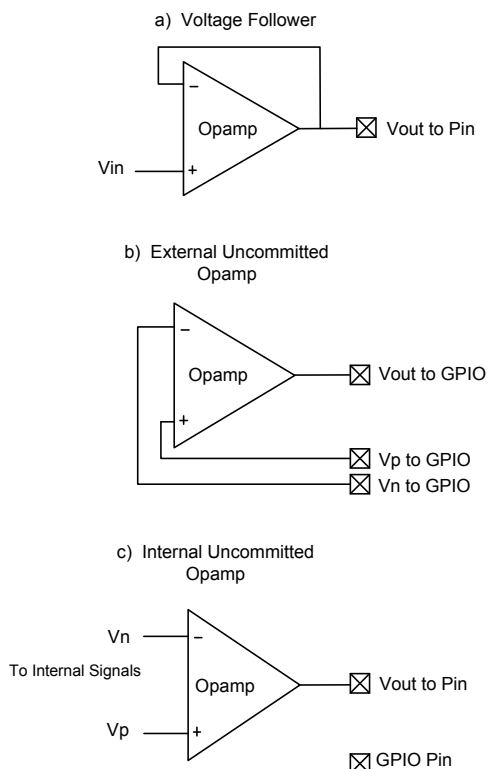 a)  Voltage Follower
−
Opamp
Vout to Pin
Vin
+
b)  External Uncommitted
Opamp
−
Opamp
Vout to GPIO
+
Vp to GPIO
Vn to GPIO
c)  Internal Uncommitted
Opamp
Vn
−
To Internal Signals
Opamp
Vout to Pin
Vp
+
GPIO Pin